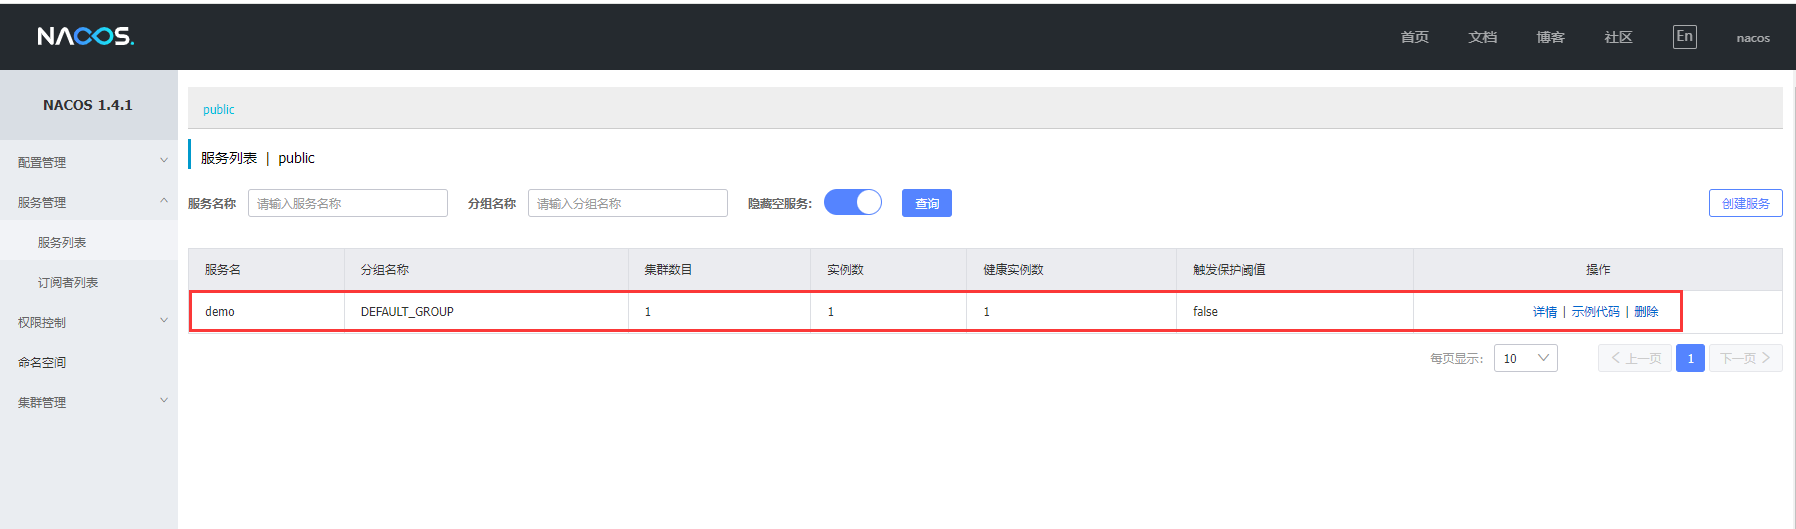 NACOS. 首页 文档 博客 社区 En nacos
NACOS 1.4.1
配置管理
服务管理
服务列表
订阅者列表
权限控制
命名空间
集群管理
public
服务列表 | public
服务名称 请输入服务名称 分组名称 请输入分组名称 隐藏空服务: 查询 创建服务
服务名 分组名称 集群数目 实例数 健康实例数 触发保护阈值 操作
demo DEFAULT_GROUP 1 1 1 false 详情 | 示例代码 | 删除
每页显示: 10 上一页 1 下一页